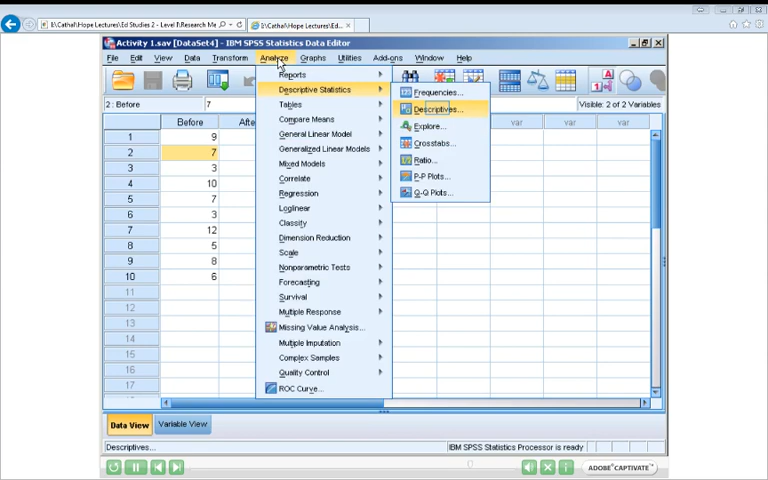 E:\Cathal\Hope Lectures\Ed Studies 2 - Level I\Research Me
E:\Cathal\Hope Lectures\Ed...
Activity 1.sav [DataSet4] - IBM SPSS Statistics Data Editor
File Edit View Data Transform Analyze Graphs Utilities Add-ons Window Help
2 : Before 7 Visible: 2 of 2 Variables
Before Afte var var var
1 9
2 7
3 3
4 10
5 7
6 3
7 12
8 5
9 8
10 6
11
12
13
14
15
16
17
Reports
Descriptive Statistics
Tables
Compare Means
General Linear Model
Generalized Linear Models
Mixed Models
Correlate
Regression
Loglinear
Classify
Dimension Reduction
Scale
Nonparametric Tests
Forecasting
Survival
Multiple Response
Missing Value Analysis...
Multiple Imputation
Complex Samples
Quality Control
ROC Curve...
Frequencies...
Descriptives...
Explore...
Crosstabs...
Ratio...
P-P Plots...
Q-Q Plots...
Data View Variable View
Descriptives... IBM SPSS Statistics Processor is ready
ADOBE CAPTIVATE™